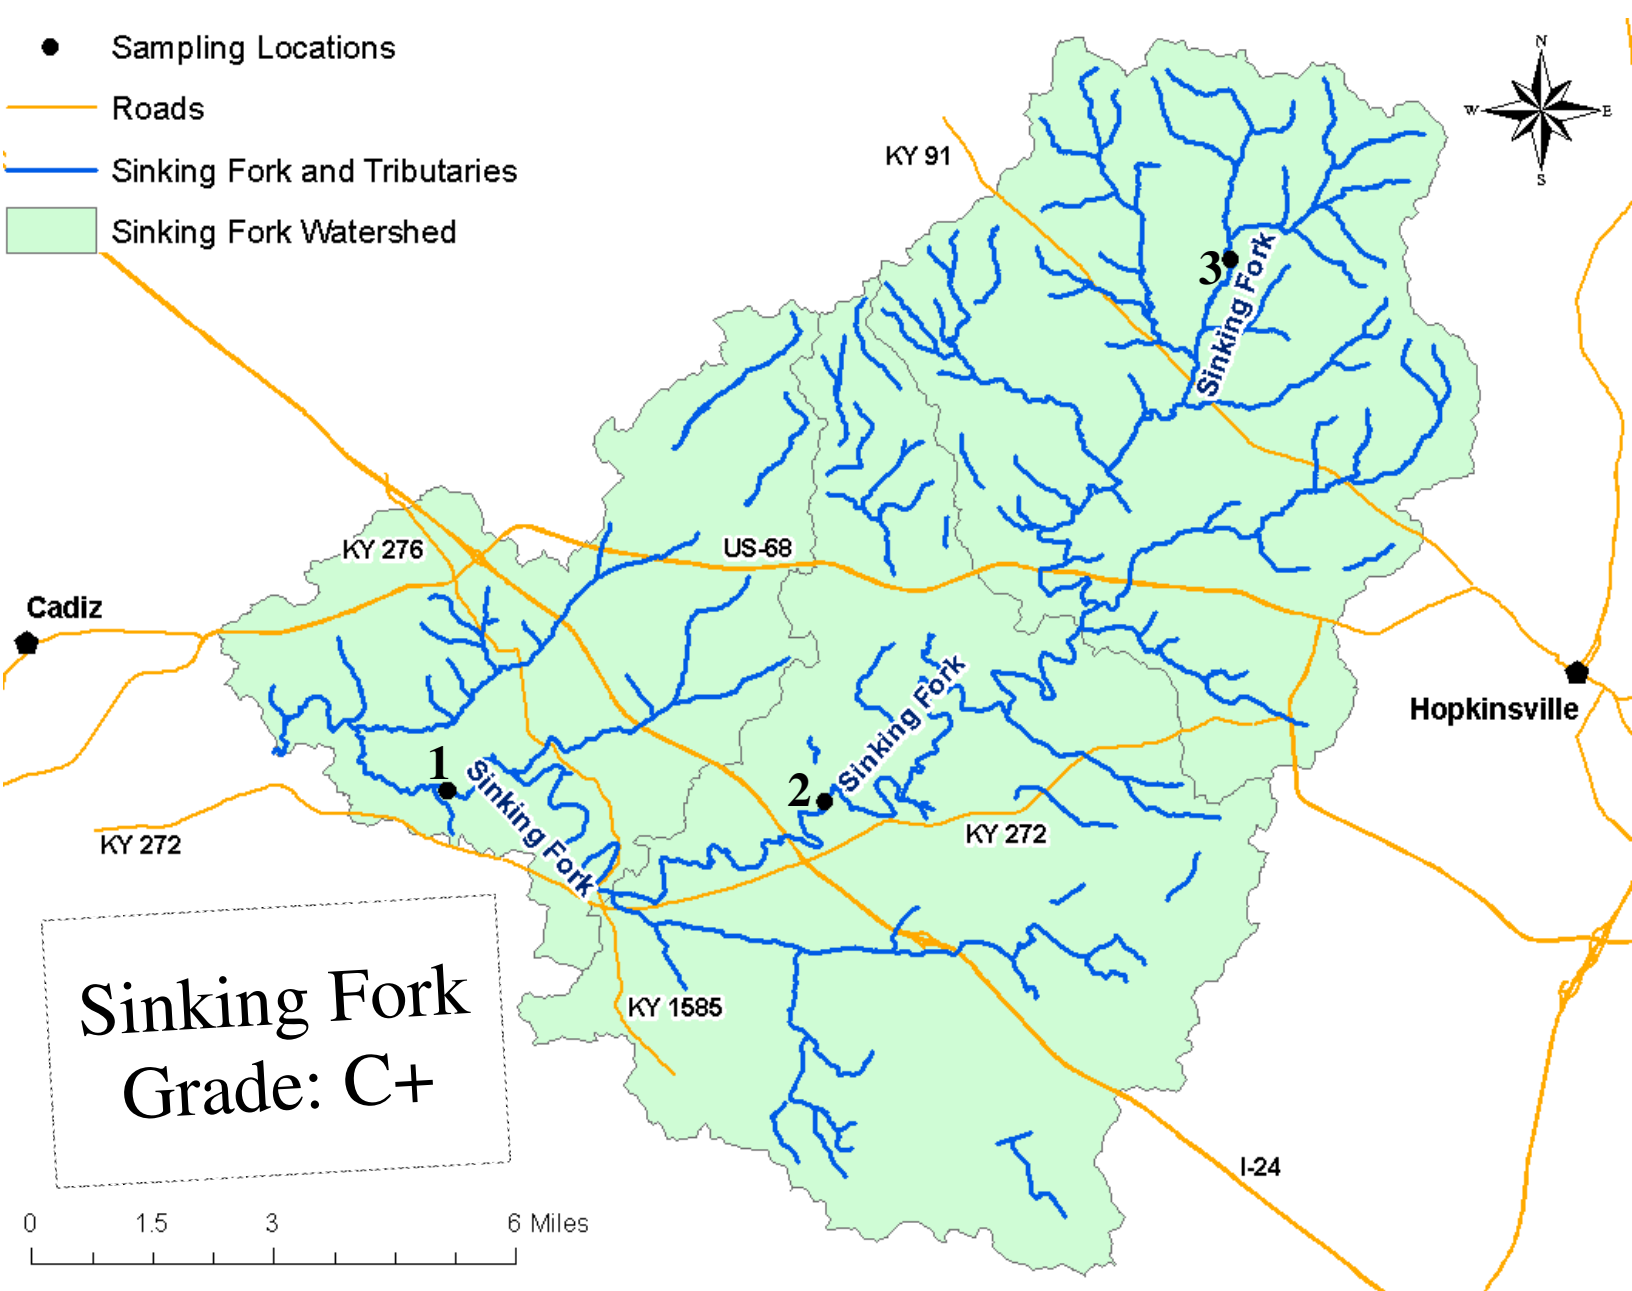 Sampling Locations
Roads
Sinking Fork and Tributaries
Sinking Fork Watershed
N
W
E
S
KY 91
3
Sinking Fork
KY 276
US-68
Cadiz
Hopkinsville
Sinking Fork
1
2
Sinking Fork
KY 272
KY 272
KY 1585
I-24
Sinking Fork
Grade: C+
0 1.5 3 6 Miles